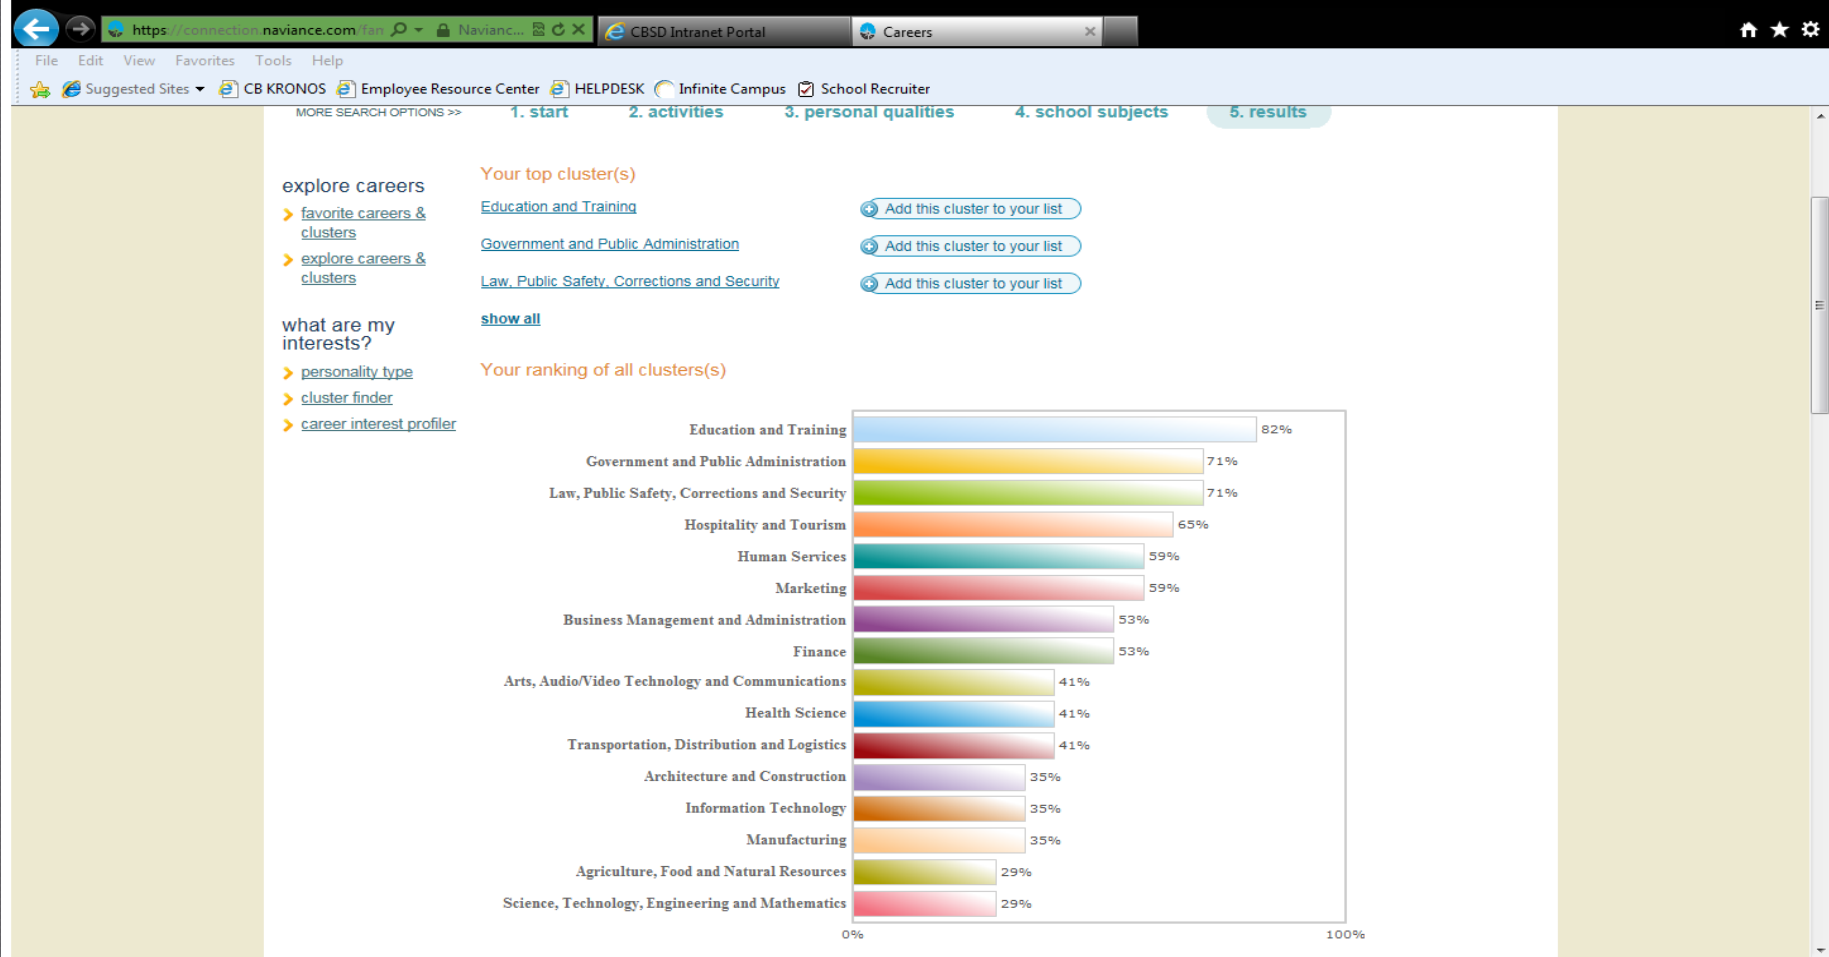 https://connection.naviance.com/fan
Navianc...
CBSD Intranet Portal
Careers
File Edit View Favorites Tools Help
Suggested Sites
CB KRONOS
Employee Resource Center
HELPDESK
Infinite Campus
School Recruiter
MORE SEARCH OPTIONS >>
1. start
2. activities
3. personal qualities
4. school subjects
5. results
explore careers
favorite careers &
clusters
explore careers &
clusters
what are my
interests?
personality type
cluster finder
career interest profiler
Your top cluster(s)
Education and Training
Add this cluster to your list
Government and Public Administration
Add this cluster to your list
Law, Public Safety, Corrections and Security
Add this cluster to your list
show all
Your ranking of all clusters(s)
Education and Training 82%
Government and Public Administration 71%
Law, Public Safety, Corrections and Security 71%
Hospitality and Tourism 65%
Human Services 59%
Marketing 59%
Business Management and Administration 53%
Finance 53%
Arts, Audio/Video Technology and Communications 41%
Health Science 41%
Transportation, Distribution and Logistics 41%
Architecture and Construction 35%
Information Technology 35%
Manufacturing 35%
Agriculture, Food and Natural Resources 29%
Science, Technology, Engineering and Mathematics 29%
0% 100%